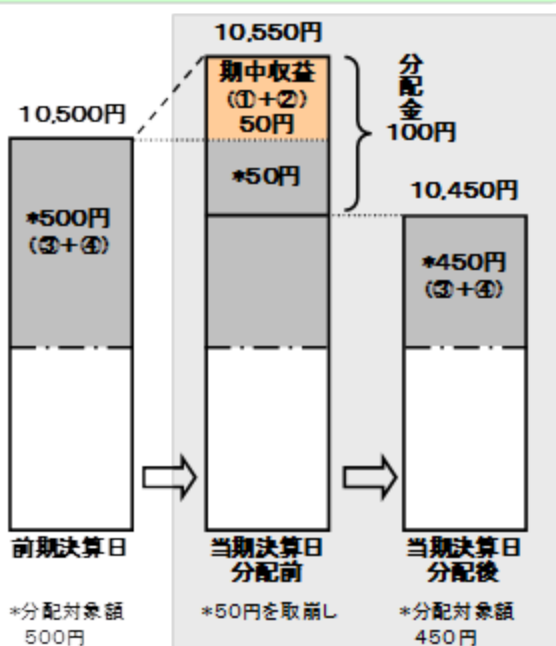 10,550円
期中収益
(①+②)
50円
分配金
100円
10,500円
*50円
10,450円
*500円
(③+④)
*450円
(③+④)
前期決算日
当期決算日
分配前
当期決算日
分配後
*分配対象額
500円
*50円を取崩し
*分配対象額
450円